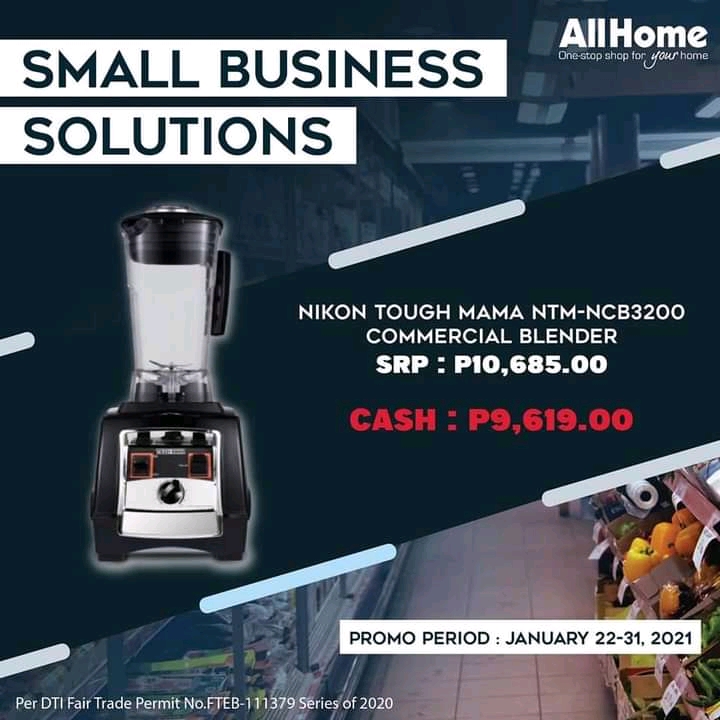 AllHome
One-stop shop for your home
SMALL BUSINESS
SOLUTIONS
NIKON TOUGH MAMA NTM-NCB3200
COMMERCIAL BLENDER
SRP : P10,685.00
CASH : P9,619.00
PROMO PERIOD : JANUARY 22-31, 2021
Per DTI Fair Trade Permit No.FTEB-111379 Series of 2020